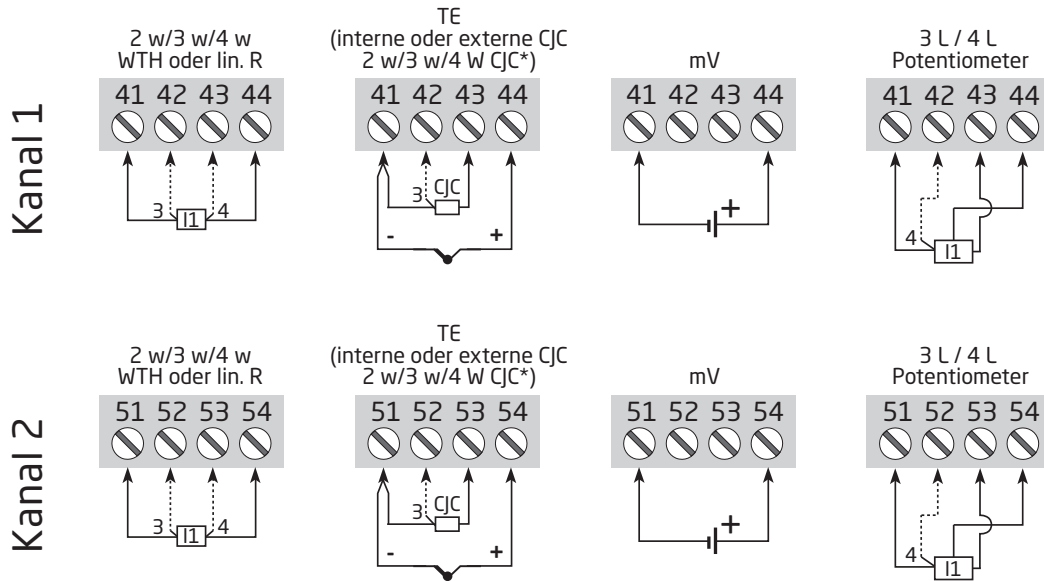 Kanal 1
2 w/3 w/4 w
WTH oder lin. R
41 42 43 44
3 I1 4
TE
(interne oder externe CJC
2 w/3 w/4 W CJC*)
41 42 43 44
3 CJC
- +
mV
41 42 43 44
+
3 L / 4 L
Potentiometer
41 42 43 44
4 I1
Kanal 2
2 w/3 w/4 w
WTH oder lin. R
51 52 53 54
3 I1 4
TE
(interne oder externe CJC
2 w/3 w/4 W CJC*)
51 52 53 54
3 CJC
- +
mV
51 52 53 54
+
3 L / 4 L
Potentiometer
51 52 53 54
4 I1